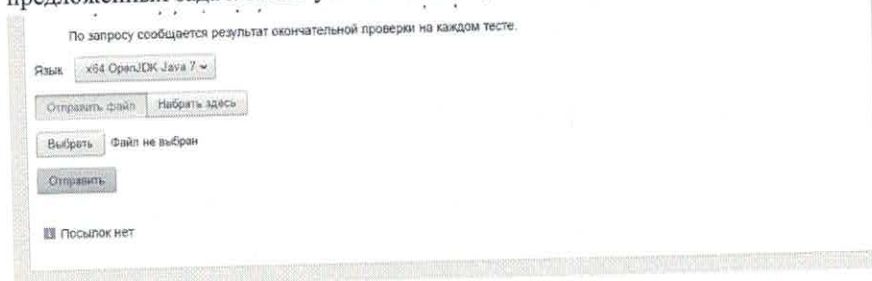 По запросу сообщается результат окончательной проверки на каждом тесте.
Язык x64 OpenJDK Java 7
Отправить файл Набрать здесь
Выбрать Файл не выбран
Отправить
Посылок нет